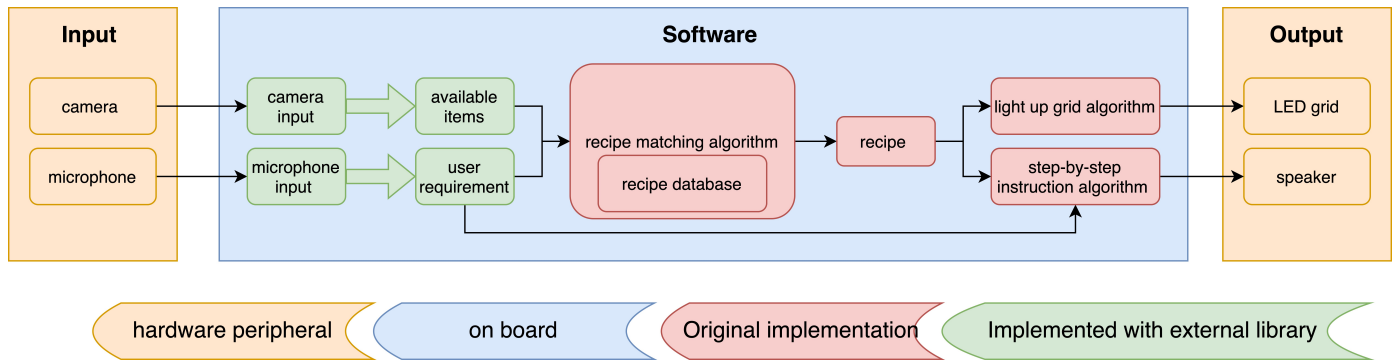 Input
camera
microphone
Software
camera
input
available
items
microphone
input
user
requirement
recipe matching algorithm
recipe database
recipe
light up grid algorithm
step-by-step
instruction algorithm
Output
LED grid
speaker
hardware peripheral
on board
Original implementation
Implemented with external library